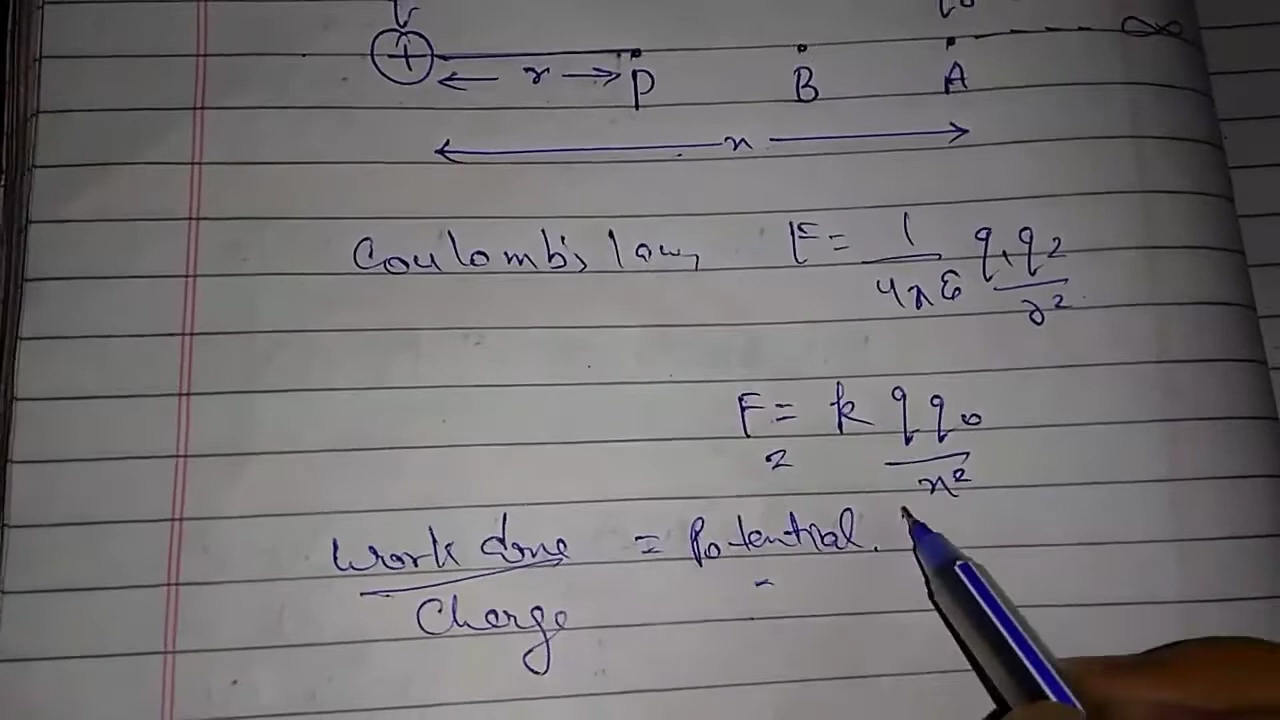 +
r P B A ∞
x
Coulomb's law, F = 1/4πε q1q2/r²
F = k qq₀/x²
Work done / Charge = Potential.